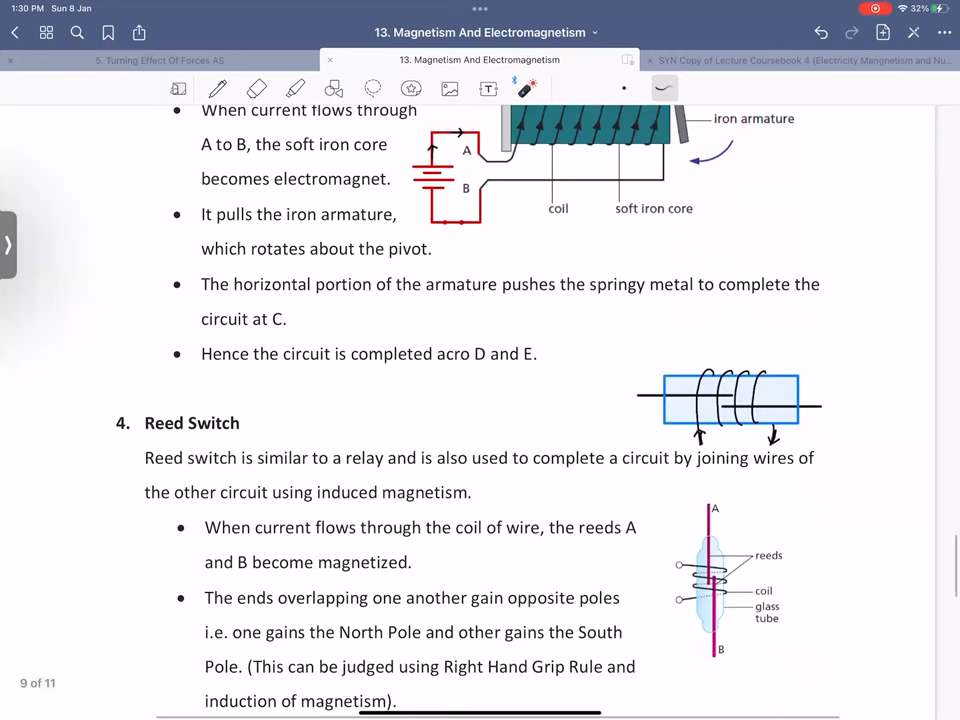 1:30 PM Sun 8 Jan
32%
13. Magnetism And Electromagnetism
5. Turning Effect Of Forces AS
13. Magnetism And Electromagnetism
SYN Copy of Lecture Coursebook 4 (Electricity Mangnetism and Nu...
When current flows through
A to B, the soft iron core
becomes electromagnet.
It pulls the iron armature,
which rotates about the pivot.
A
B
coil
soft iron core
iron armature
The horizontal portion of the armature pushes the springy metal to complete the
circuit at C.
Hence the circuit is completed acro D and E.
4. Reed Switch
Reed switch is similar to a relay and is also used to complete a circuit by joining wires of
the other circuit using induced magnetism.
When current flows through the coil of wire, the reeds A
and B become magnetized.
The ends overlapping one another gain opposite poles
i.e. one gains the North Pole and other gains the South
Pole. (This can be judged using Right Hand Grip Rule and
induction of magnetism).
A
reeds
coil
glass
tube
B
9 of 11